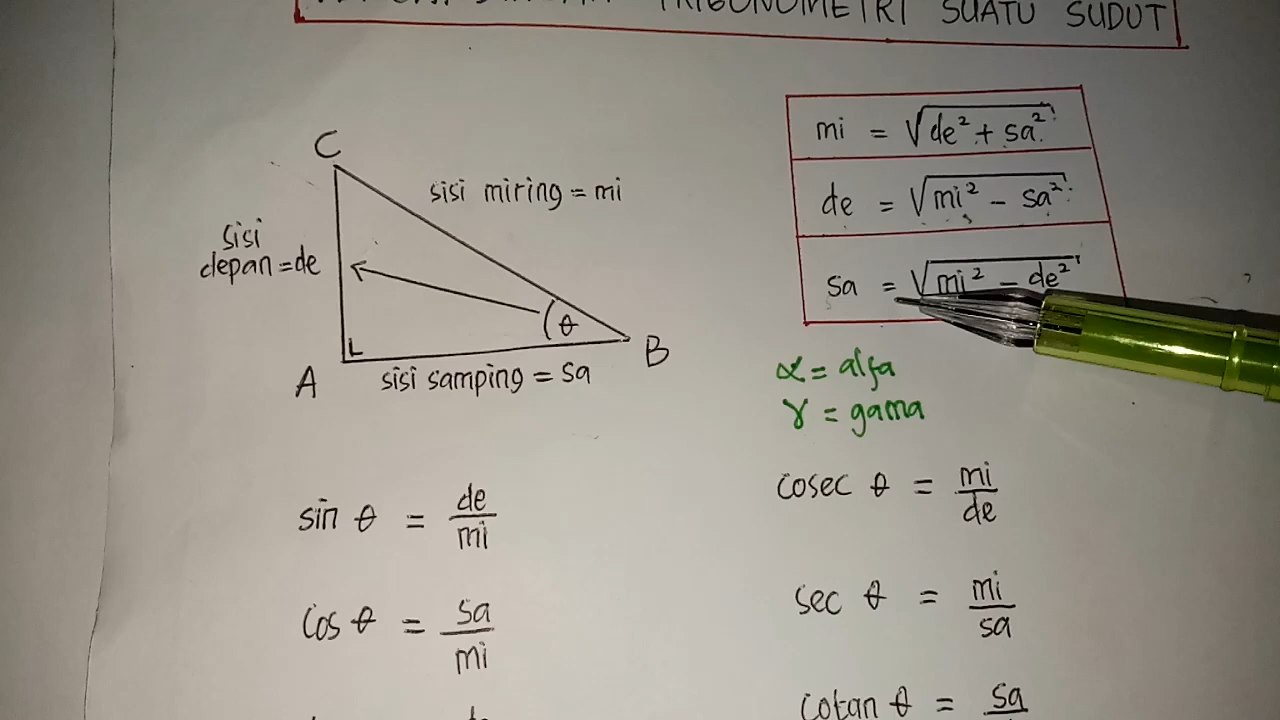 TRIGONOMETRI SUATU SUDUT
C
sisi miring = mi
sisi
depan = de
θ
A
B
sisi samping = sa
mi = √de² + sa²
de = √mi² - sa²
sa = √mi² - de²
α = alfa
γ = gama
sin θ = de/mi
cos θ = sa/mi
cosec θ = mi/de
sec θ = mi/sa
cotan θ = sa